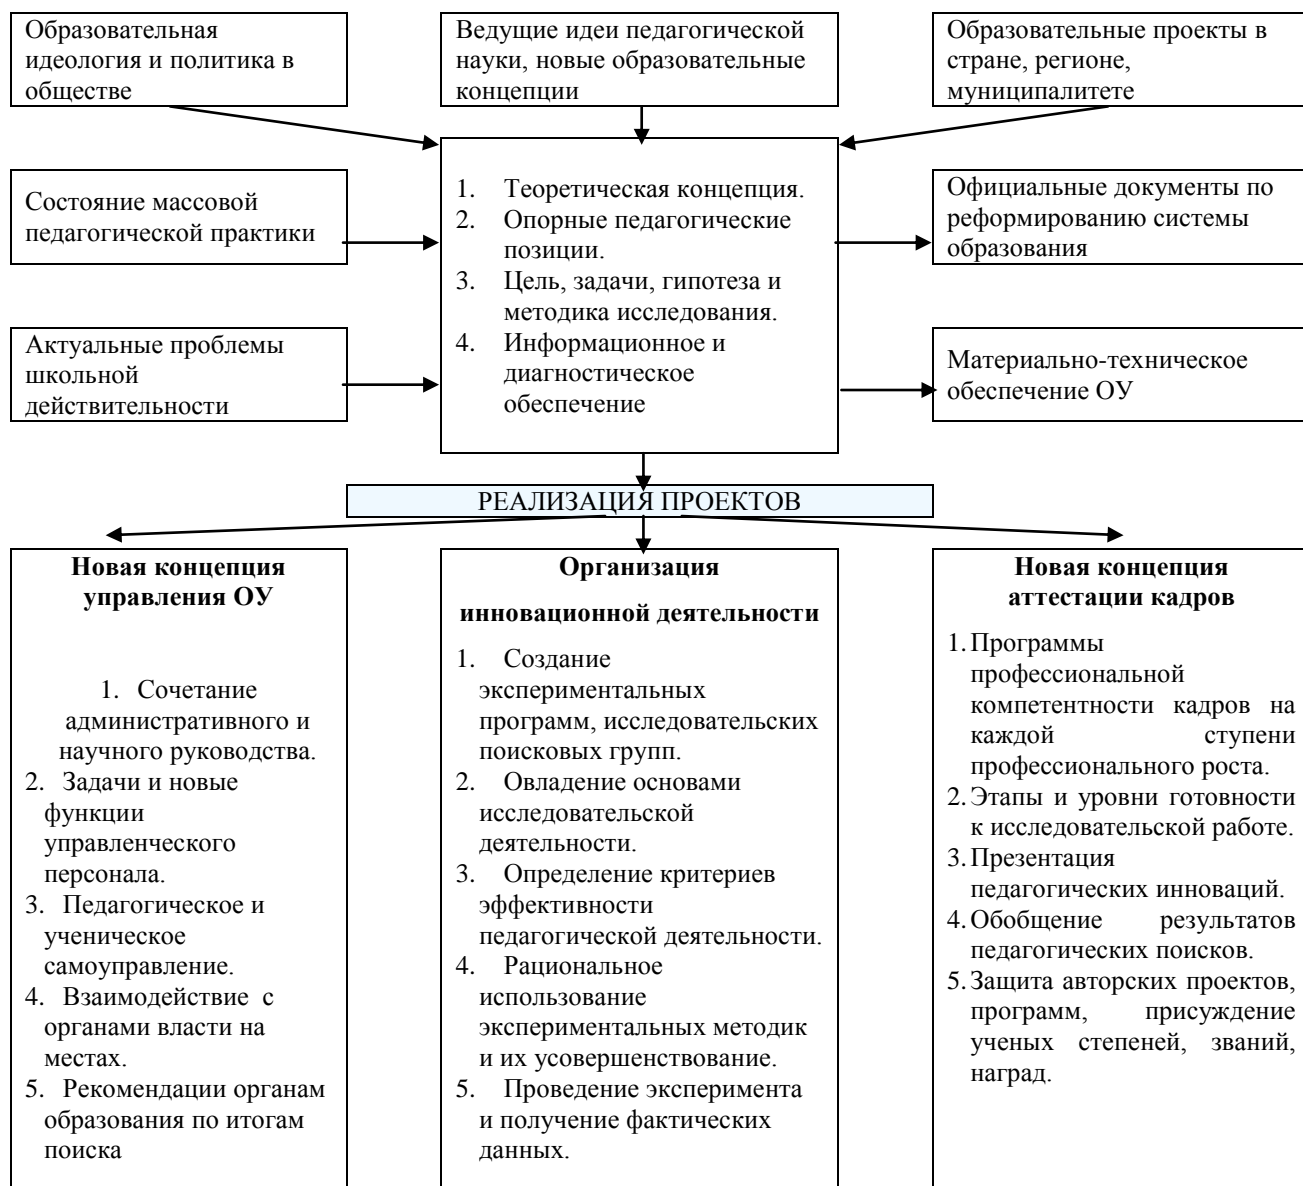 Образовательная
идеология и политика в
обществе
Ведущие идеи педагогической
науки, новые образовательные
концепции
Образовательные проекты в
стране, регионе,
муниципалитете
Состояние массовой
педагогической практики
1. Теоретическая концепция.
2. Опорные педагогические
позиции.
3. Цель, задачи, гипотеза и
методика исследования.
4. Информационное и
диагностическое
обеспечение
Официальные документы по
реформированию системы
образования
Актуальные проблемы
школьной
действительности
Материально-техническое
обеспечение ОУ
РЕАЛИЗАЦИЯ ПРОЕКТОВ
Новая концепция
управления ОУ
1. Сочетание
административного и
научного руководства.
2. Задачи и новые
функции
управленческого
персонала.
3. Педагогическое и
ученическое
самоуправление.
4. Взаимодействие с
органами власти на
местах.
5. Рекомендации органам
образования по итогам
поиска
Организация
инновационной деятельности
1. Создание
экспериментальных
программ, исследовательских
поисковых групп.
2. Овладение основами
исследовательской
деятельности.
3. Определение критериев
эффективности
педагогической деятельности.
4. Рациональное
использование
экспериментальных методик
и их усовершенствование.
5. Проведение эксперимента
и получение фактических
данных.
Новая концепция
аттестации кадров
1. Программы
профессиональной
компетентности кадров на
каждой ступени
профессионального роста.
2. Этапы и уровни готовности
к исследовательской работе.
3. Презентация
педагогических инноваций.
4. Обобщение результатов
педагогических поисков.
5. Защита авторских проектов,
программ, присуждение
ученых степеней, званий,
наград.